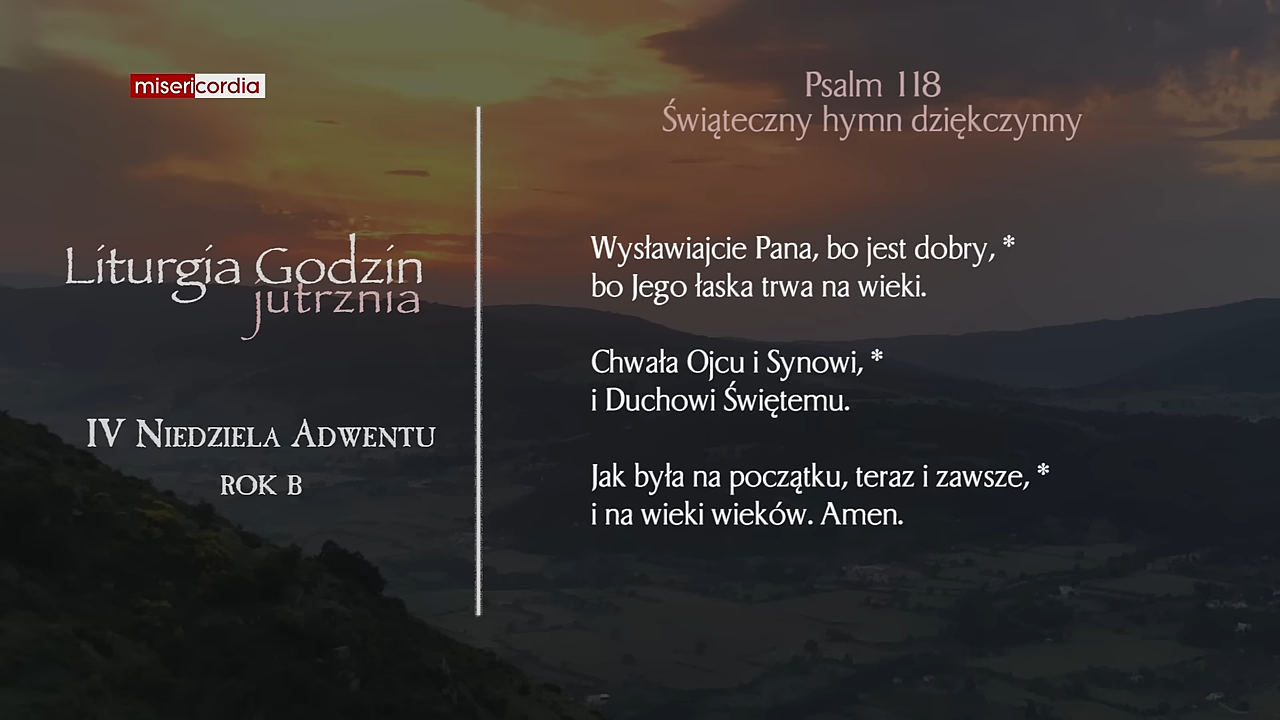 misericordia
Liturgia Godzin
jutrznia
IV Niedziela Adwentu
rok B
Psalm 118
Świąteczny hymn dziękczynny
Wysławiajcie Pana, bo jest dobry, *
bo Jego łaska trwa na wieki.
Chwała Ojcu i Synowi, *
i Duchowi Świętemu.
Jak była na początku, teraz i zawsze, *
i na wieki wieków. Amen.